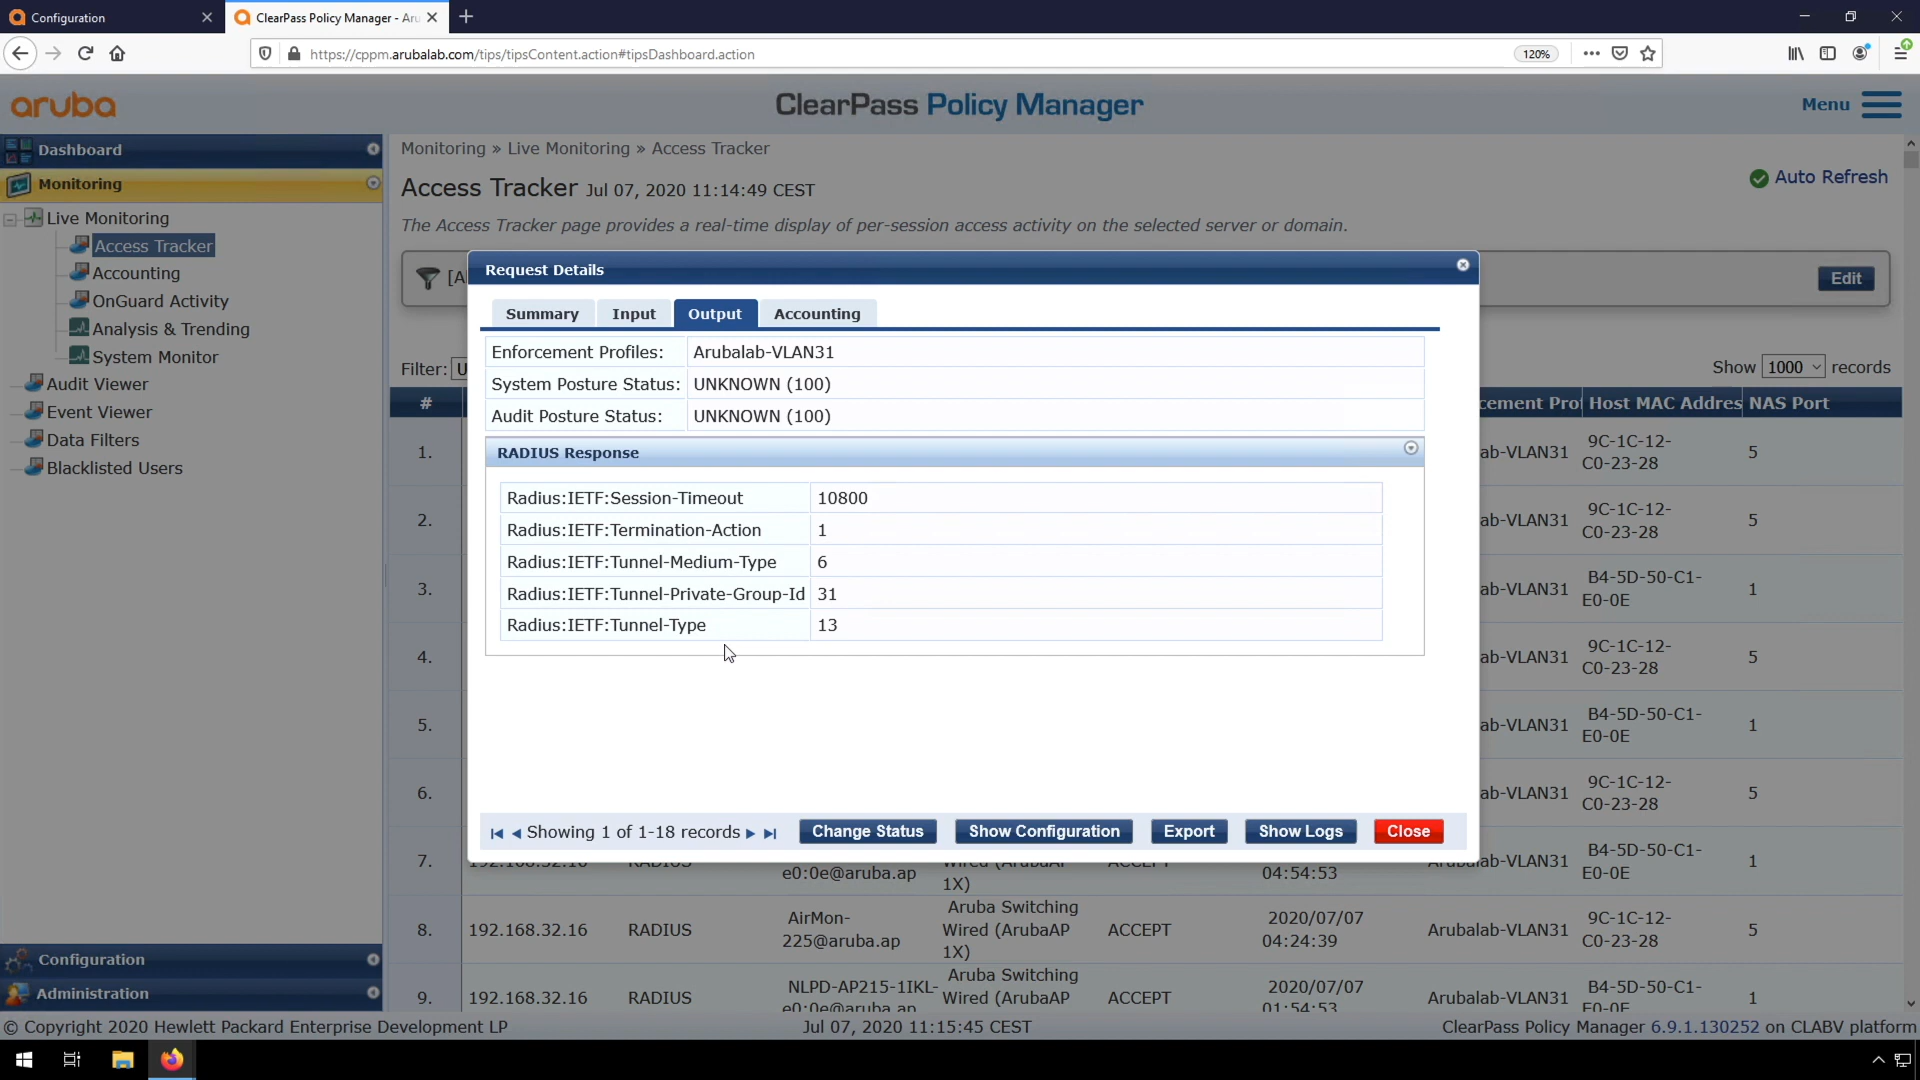 Configuration
ClearPass Policy Manager - Aru
https://cppm.arubalab.com/tips/tipsContent.action#tipsDashboard.action
120%
aruba
ClearPass Policy Manager
Menu
Dashboard
Monitoring
Live Monitoring
Access Tracker
Accounting
OnGuard Activity
Analysis & Trending
System Monitor
Audit Viewer
Event Viewer
Data Filters
Blacklisted Users
Configuration
Administration
Monitoring » Live Monitoring » Access Tracker
Access Tracker Jul 07, 2020 11:14:49 CEST
Auto Refresh
The Access Tracker page provides a real-time display of per-session access activity on the selected server or domain.
Edit
Filter:
Show 1000 records
Request Details
Summary Input Output Accounting
Enforcement Profiles: Arubalab-VLAN31
System Posture Status: UNKNOWN (100)
Audit Posture Status: UNKNOWN (100)
RADIUS Response
Radius:IETF:Session-Timeout 10800
Radius:IETF:Termination-Action 1
Radius:IETF:Tunnel-Medium-Type 6
Radius:IETF:Tunnel-Private-Group-Id 31
Radius:IETF:Tunnel-Type 13
Showing 1 of 1-18 records Change Status Show Configuration Export Show Logs Close
# cement Pro Host MAC Addres NAS Port
1. ab-VLAN31 9C-1C-12-
C0-23-28 5
2. ab-VLAN31 9C-1C-12-
C0-23-28 5
3. ab-VLAN31 B4-5D-50-C1-
E0-0E 1
4. ab-VLAN31 9C-1C-12-
C0-23-28 5
5. ab-VLAN31 B4-5D-50-C1-
E0-0E 1
6. ab-VLAN31 9C-1C-12-
C0-23-28 5
7. ab-VLAN31 B4-5D-50-C1-
e0:0e@aruba.ap 1X) 04:54:53 E0-0E 1
8. 192.168.32.16 RADIUS AirMon-
225@aruba.ap Aruba Switching
Wired (ArubaAP
1X) ACCEPT 2020/07/07
04:24:39 Arubalab-VLAN31 9C-1C-12-
C0-23-28 5
9. 192.168.32.16 RADIUS NLPD-AP215-1IKL-
e0:0e@aruba.ap Aruba Switching
Wired (ArubaAP ACCEPT 2020/07/07
01:54:53 Arubalab-VLAN31 B4-5D-50-C1-
E0-0E 1
© Copyright 2020 Hewlett Packard Enterprise Development LP
Jul 07, 2020 11:15:45 CEST
ClearPass Policy Manager 6.9.1.130252 on CLABV platform